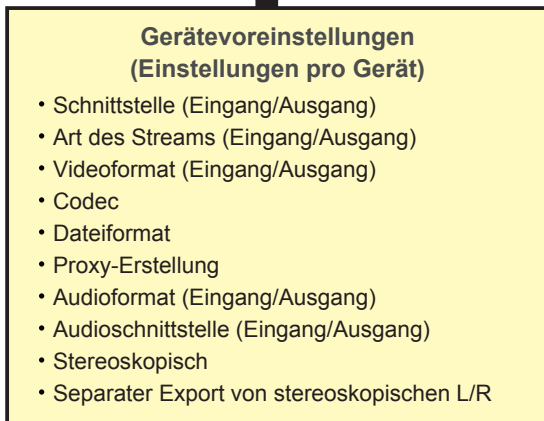 Gerätevoreinstellungen
(Einstellungen pro Gerät)
• Schnittstelle (Eingang/Ausgang)
• Art des Streams (Eingang/Ausgang)
• Videoformat (Eingang/Ausgang)
• Codec
• Dateiformat
• Proxy-Erstellung
• Audioformat (Eingang/Ausgang)
• Audioschnittstelle (Eingang/Ausgang)
• Stereoskopisch
• Separater Export von stereoskopischen L/R